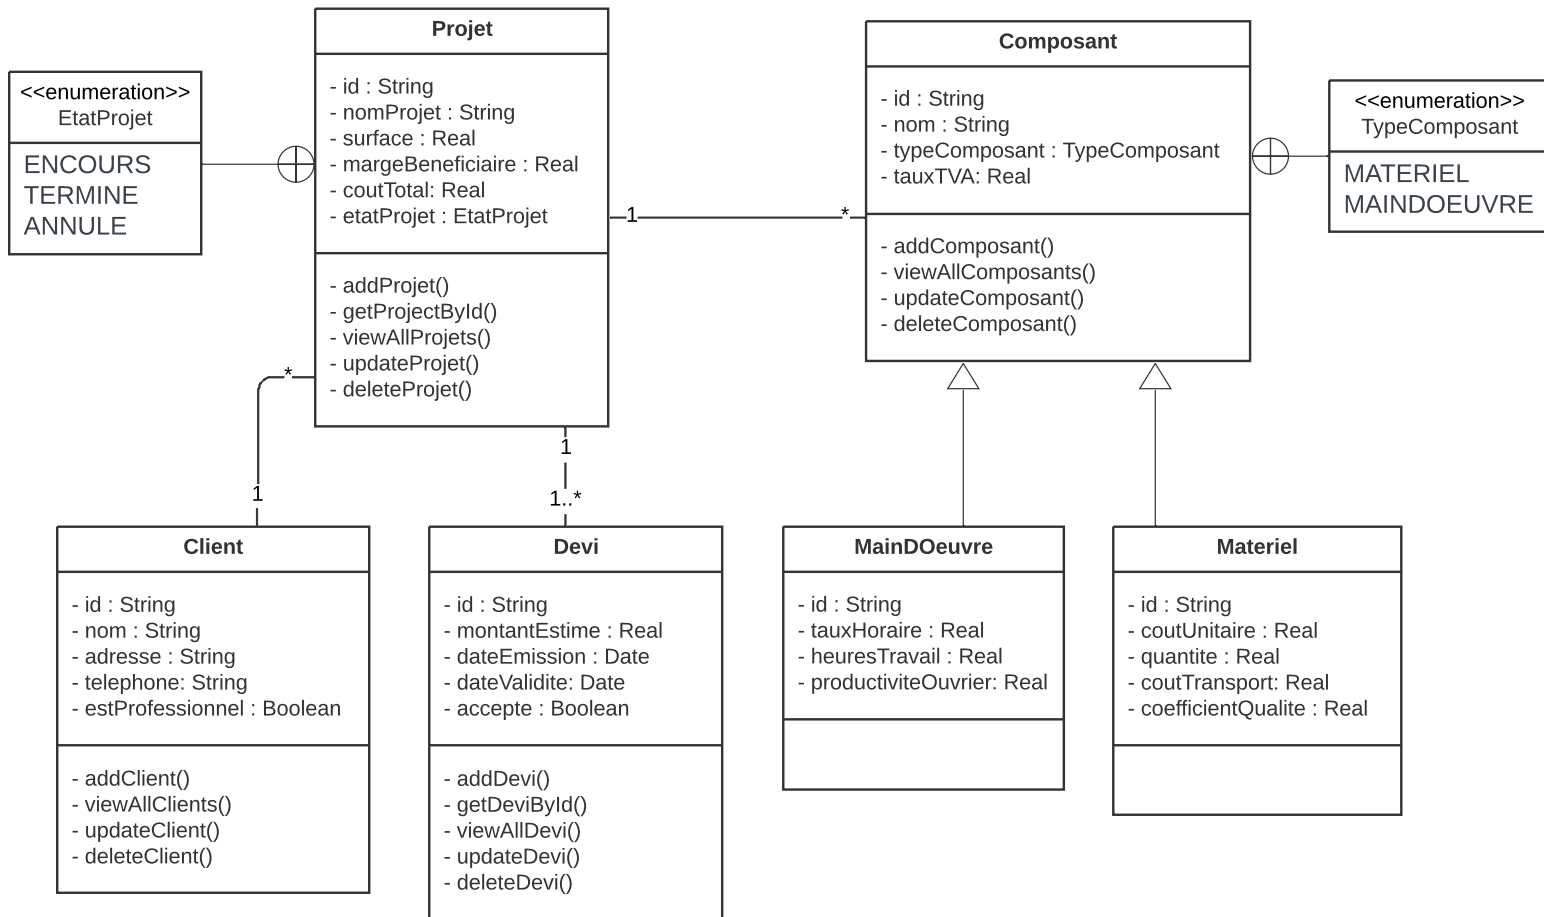 <<enumeration>>
EtatProjet
ENCOURS
TERMINE
ANNULE
Projet
- id : String
- nomProjet : String
- surface : Real
- margeBeneficiaire : Real
- coutTotal: Real
- etatProjet : EtatProjet
- addProjet()
- getProjectById()
- viewAllProjets()
- updateProjet()
- deleteProjet()
1
*
Composant
- id : String
- nom : String
- typeComposant : TypeComposant
- tauxTVA: Real
- addComposant()
- viewAllComposants()
- updateComposant()
- deleteComposant()
<<enumeration>>
TypeComposant
MATERIEL
MAINDOEUVRE
*
1
1
1..*
Client
- id : String
- nom : String
- adresse : String
- telephone: String
- estProfessionnel : Boolean
- addClient()
- viewAllClients()
- updateClient()
- deleteClient()
Devi
- id : String
- montantEstime : Real
- dateEmission : Date
- dateValidite: Date
- accepte : Boolean
- addDevi()
- getDeviById()
- viewAllDevi()
- updateDevi()
- deleteDevi()
MainDOeuvre
- id : String
- tauxHoraire : Real
- heuresTravail : Real
- productiviteOuvrier: Real
Materiel
- id : String
- coutUnitaire : Real
- quantite : Real
- coutTransport: Real
- coefficientQualite : Real